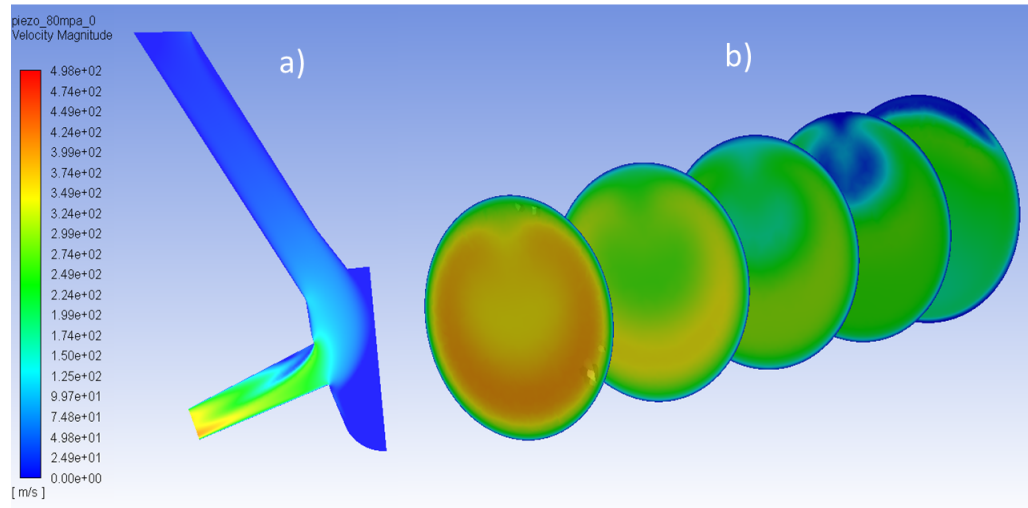 piezo_80mpa_0
Velocity Magnitude
a)
b)
4.98e+02
4.74e+02
4.49e+02
4.24e+02
3.99e+02
3.74e+02
3.49e+02
3.24e+02
2.99e+02
2.74e+02
2.49e+02
2.24e+02
1.99e+02
1.74e+02
1.50e+02
1.25e+02
9.97e+01
7.48e+01
4.98e+01
2.49e+01
0.00e+00
[ m/s ]